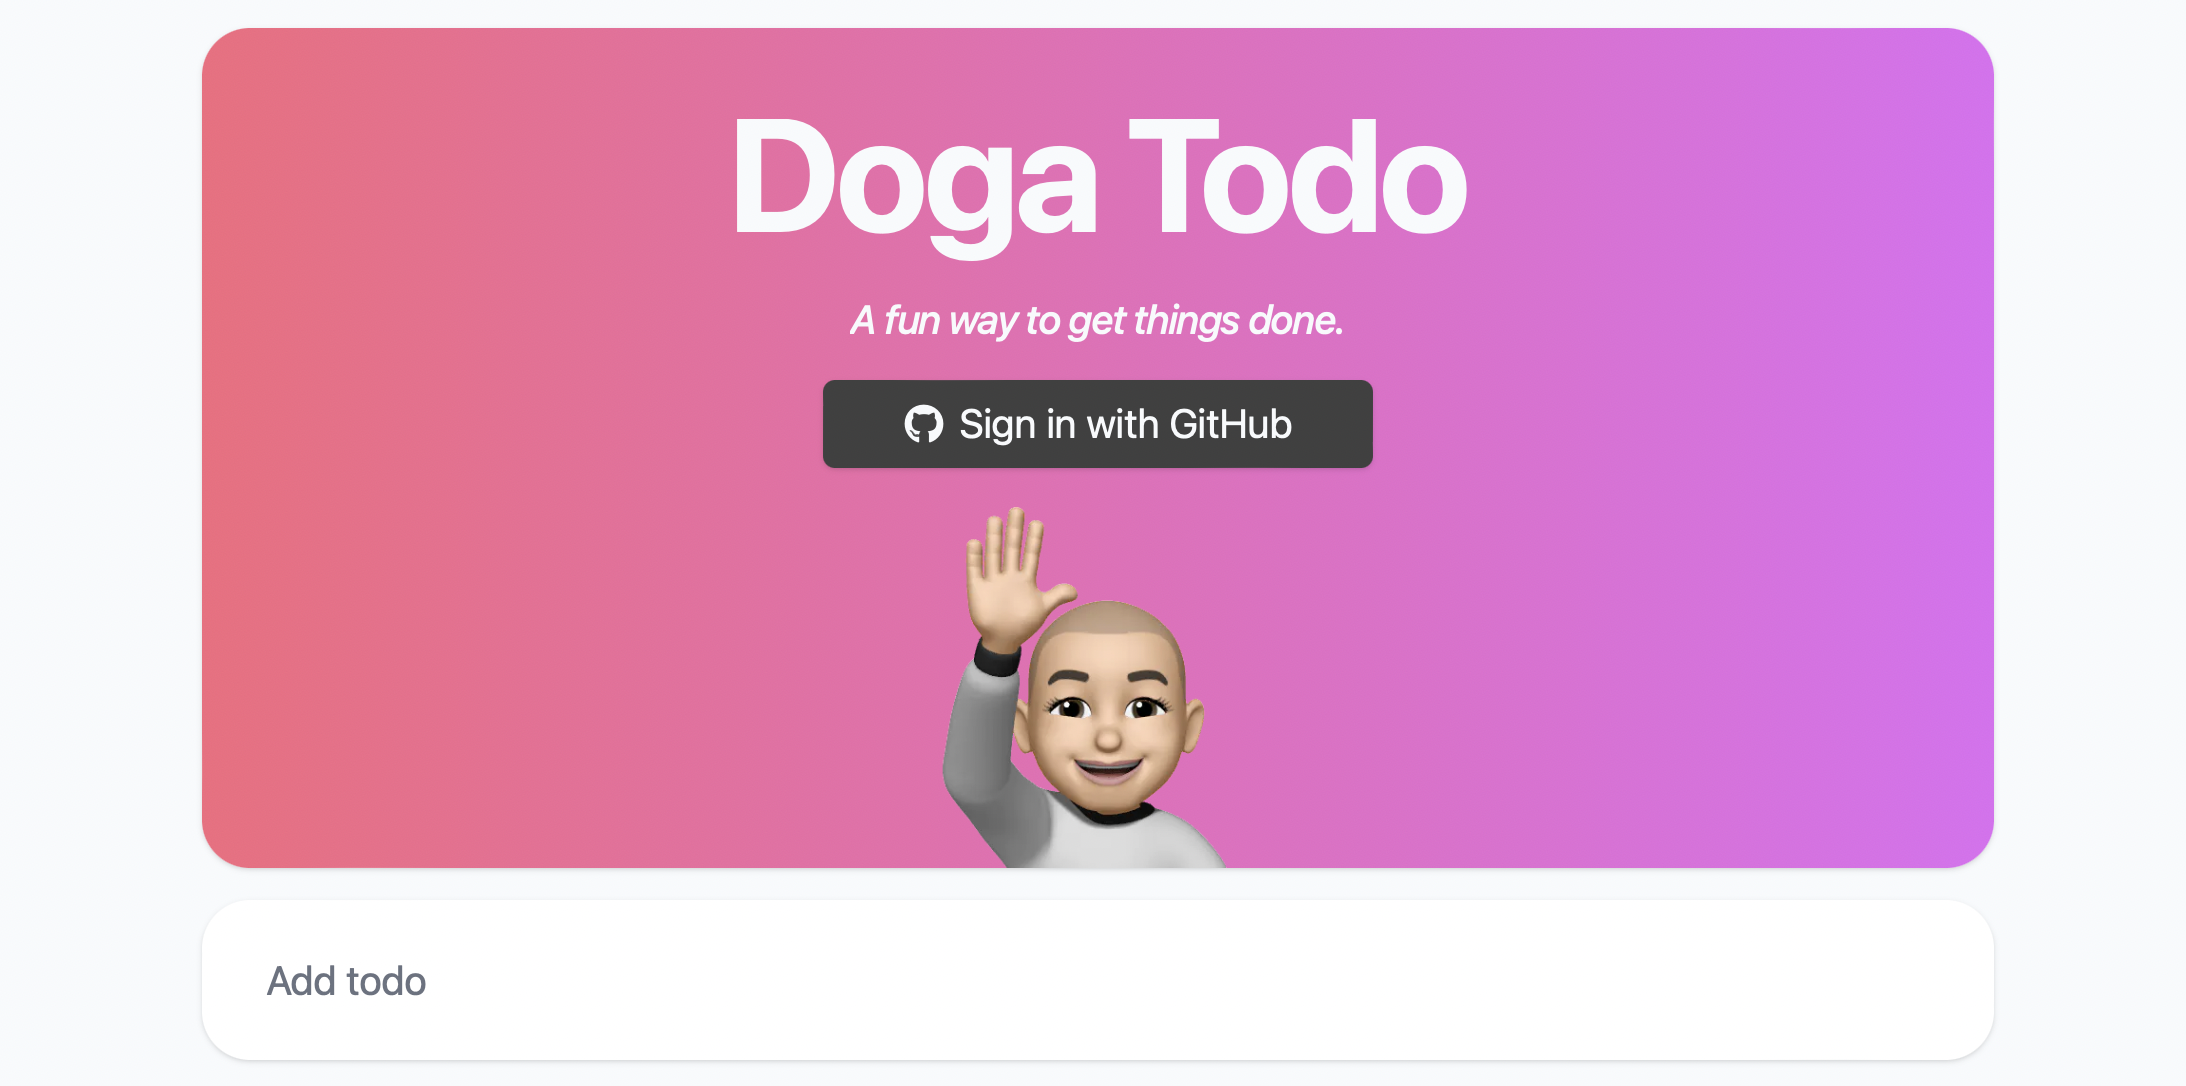 Doga Todo
A fun way to get things done.
Sign in with GitHub
Add todo